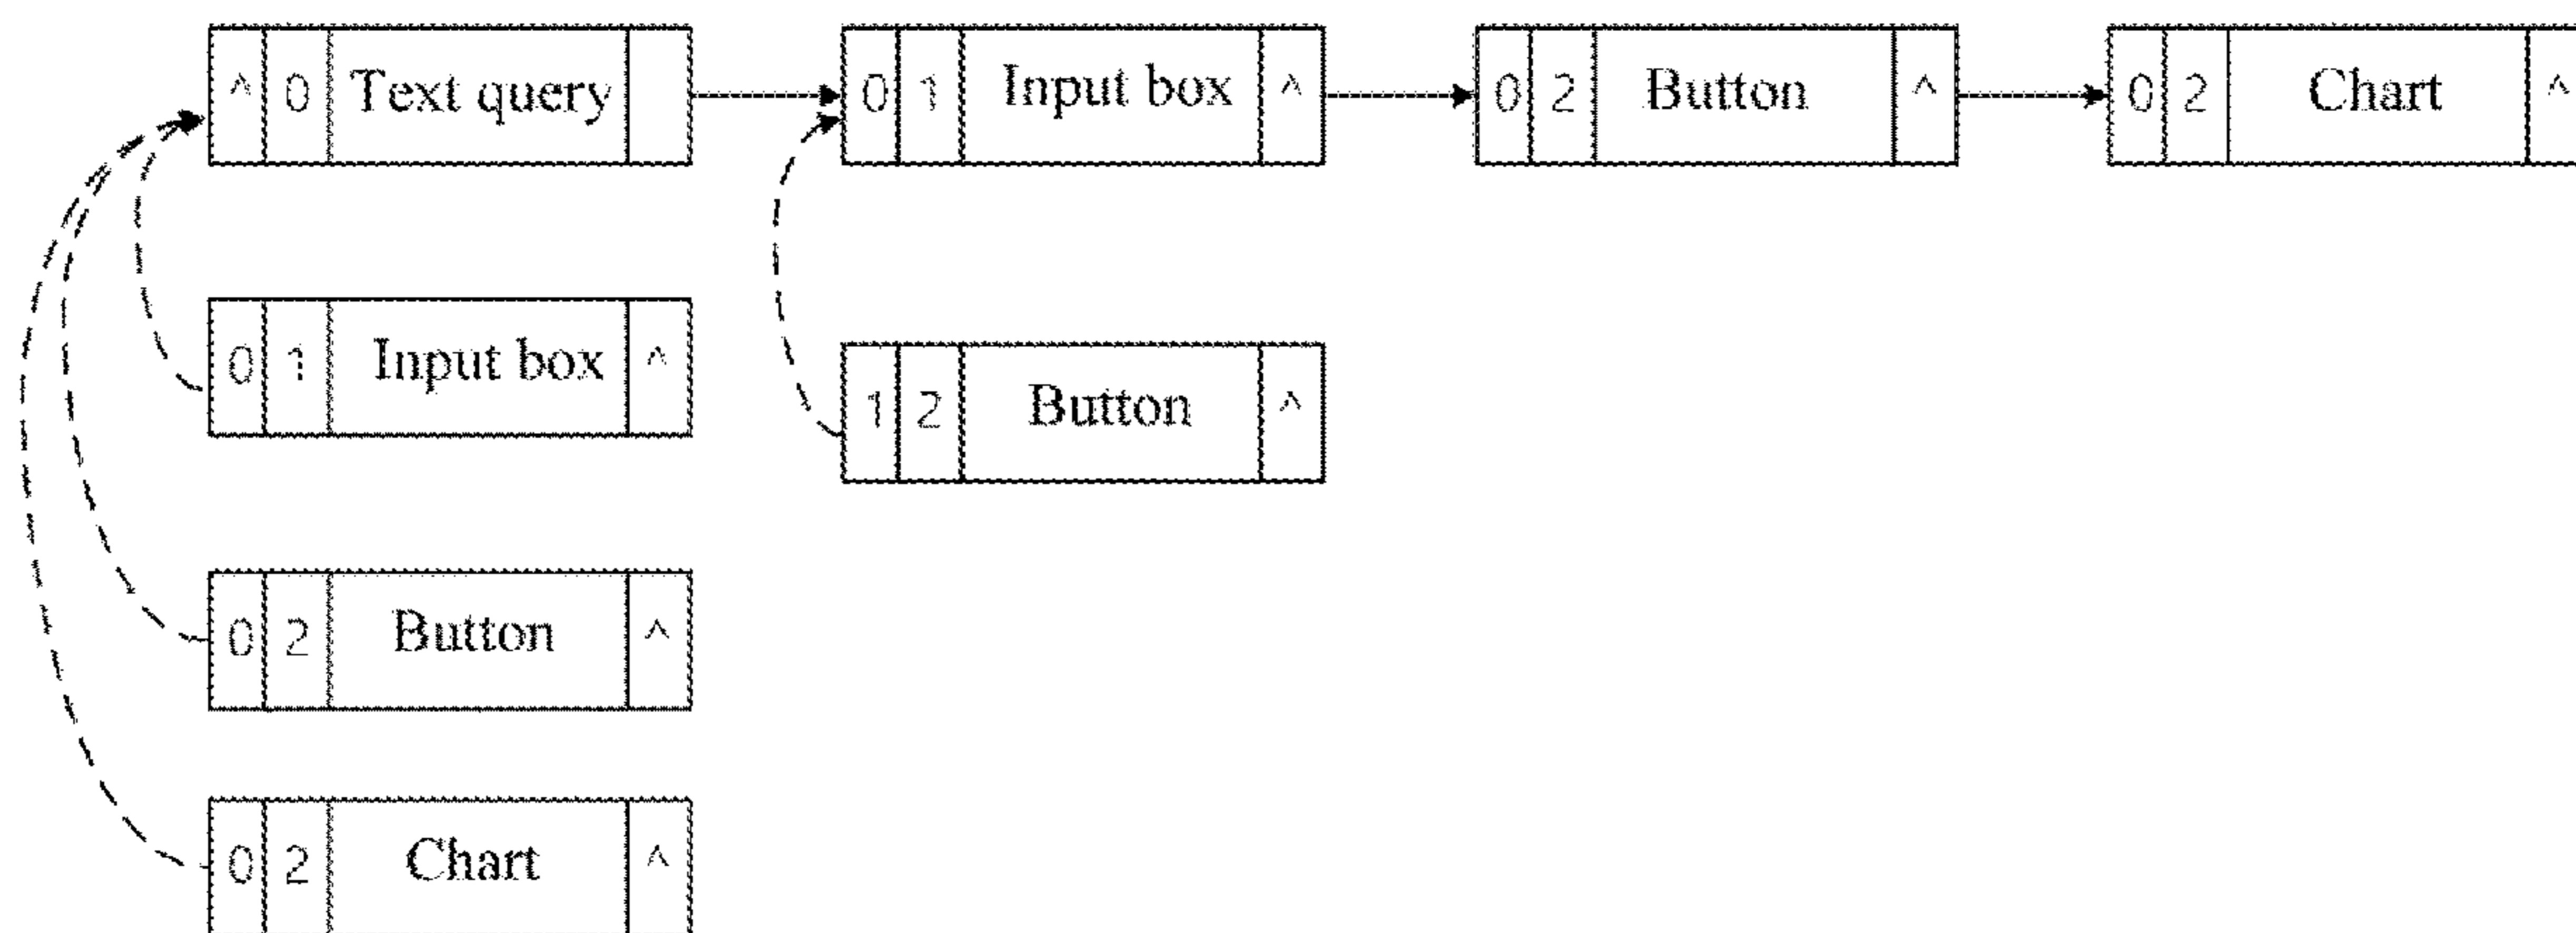 ^ 0 Text query 0 1 Input box ^ 0 2 Button ^ 0 2 Chart ^
0 1 Input box ^
1 2 Button ^
0 2 Button ^
0 2 Chart ^